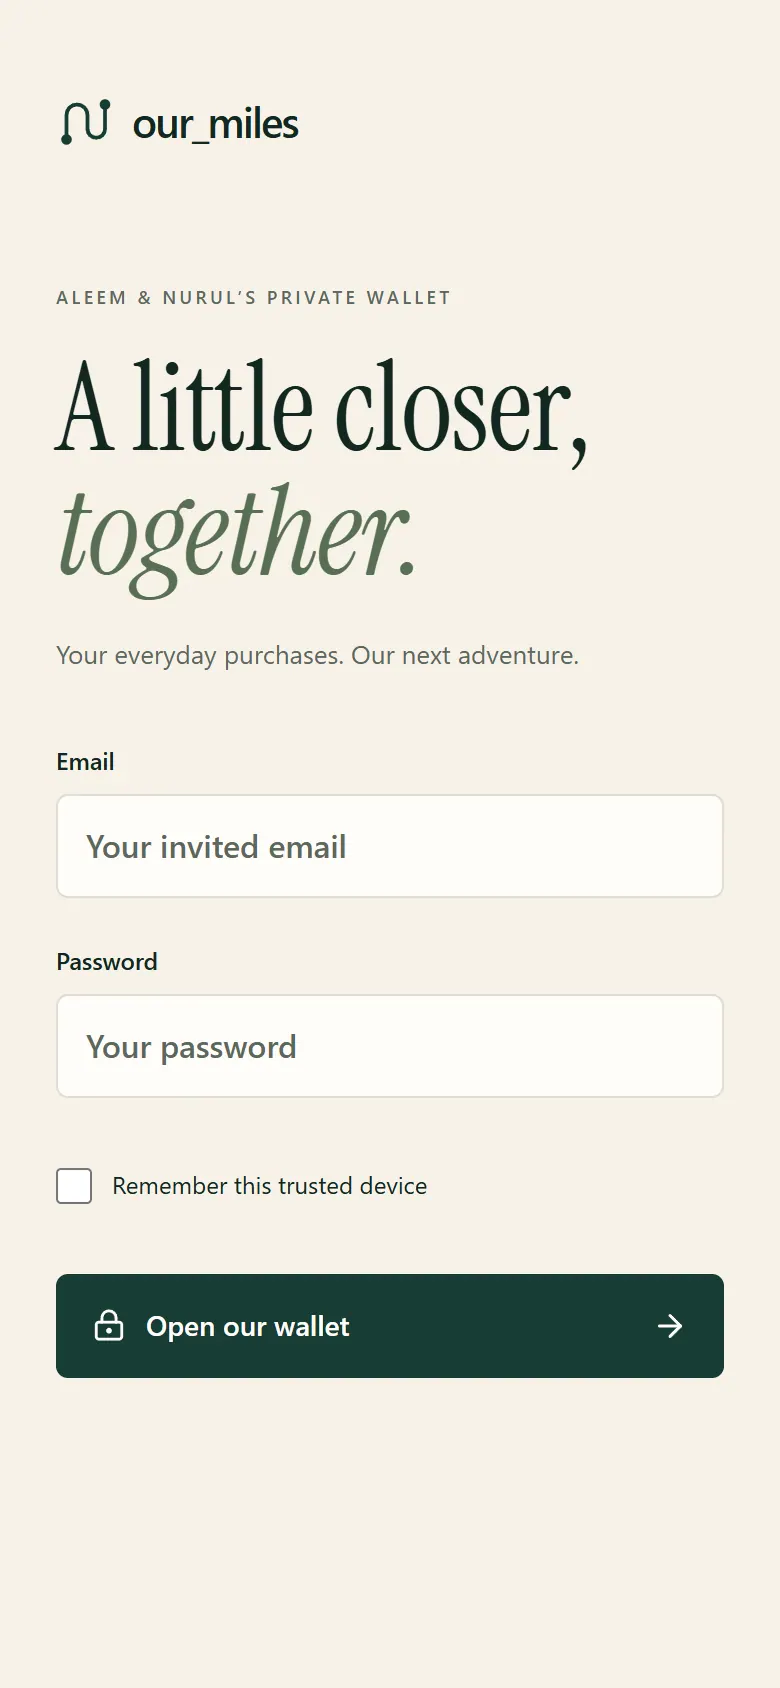 our_miles
ALEEM & NURUL’S PRIVATE WALLET
A little closer,
together.
Your everyday purchases. Our next adventure.
Email
Your invited email
Password
Your password
Remember this trusted device
Open our wallet